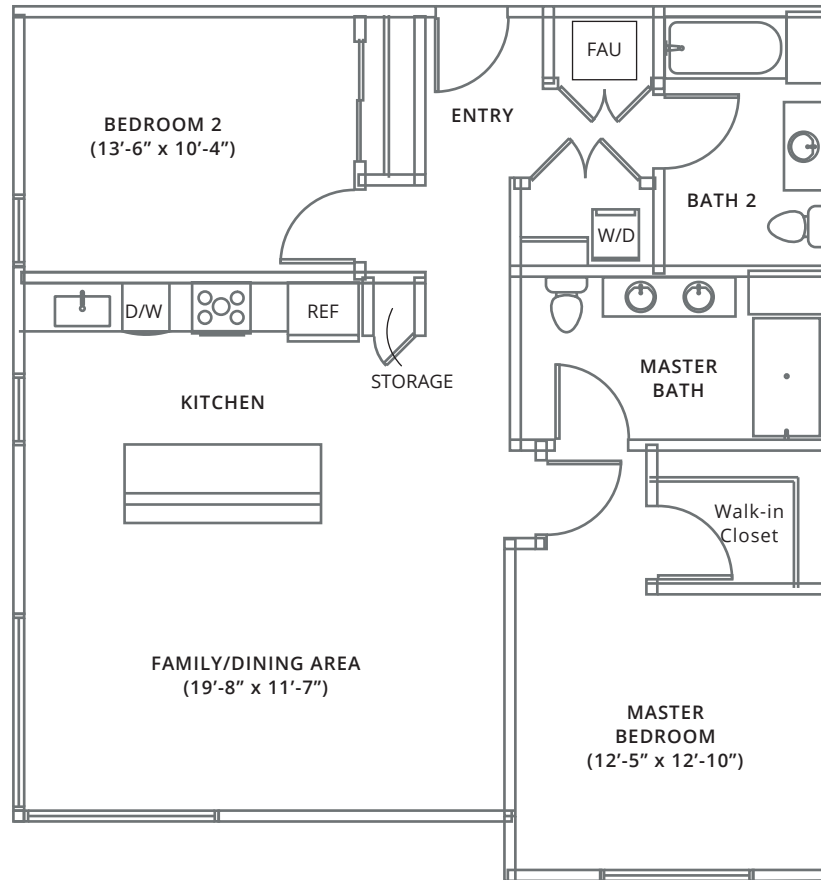 FAU
ENTRY
BEDROOM 2
(13’-6” x 10’-4”)
BATH 2
W/D
D/W
REF
STORAGE
MASTER
BATH
KITCHEN
Walk-in
Closet
FAMILY/DINING AREA
(19’-8” x 11’-7”)
MASTER
BEDROOM
(12’-5” x 12’-10”)